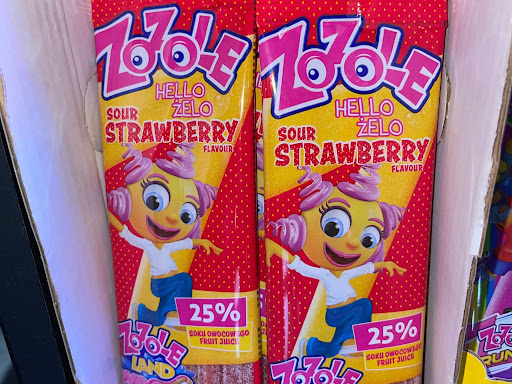 ZOZOLE
HELLO
ŻELO
SOUR
STRAWBERRY
FLAVOUR
25%
SOKU OWOCOWEGO
FRUIT JUICE
ZOZOLE
LAND
ZOZOLE
HELLO
ŻELO
SOUR
STRAWBERRY
FLAVOUR
25%
SOKU OWOCOWEGO
FRUIT JUICE
ZOZOLE